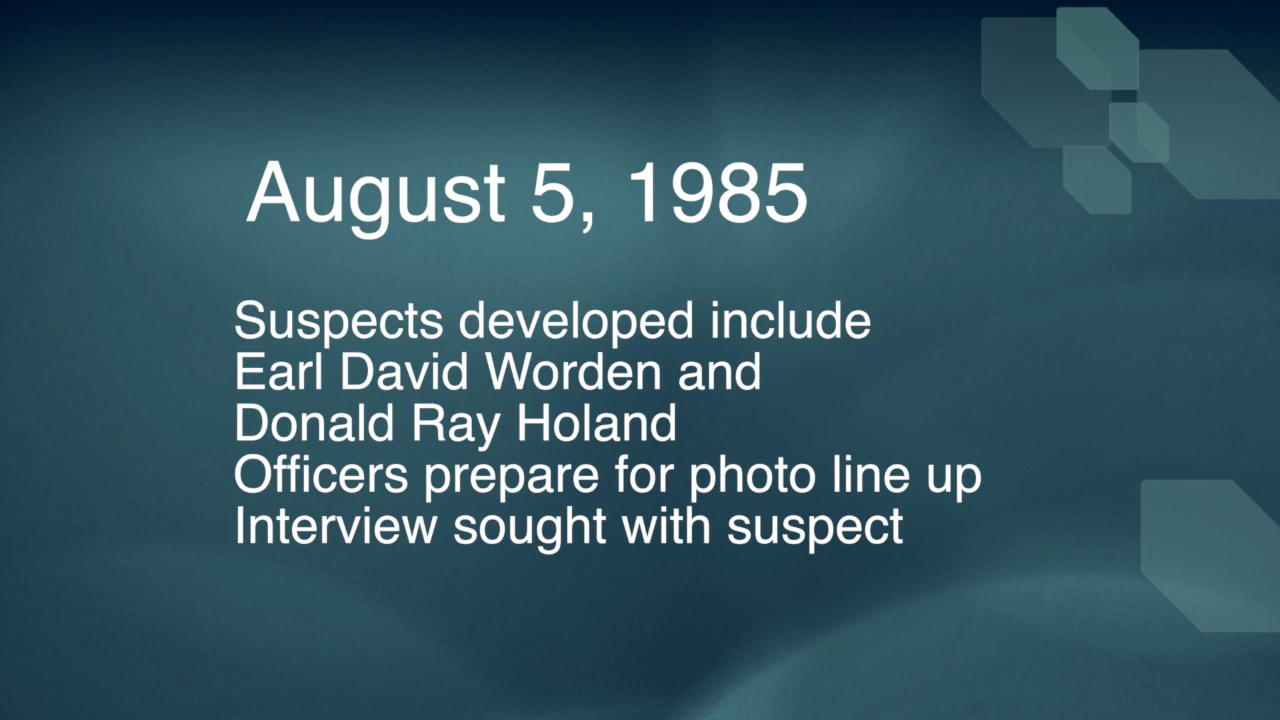 August 5, 1985
Suspects developed include
Earl David Worden and
Donald Ray Holand
Officers prepare for photo line up
Interview sought with suspect